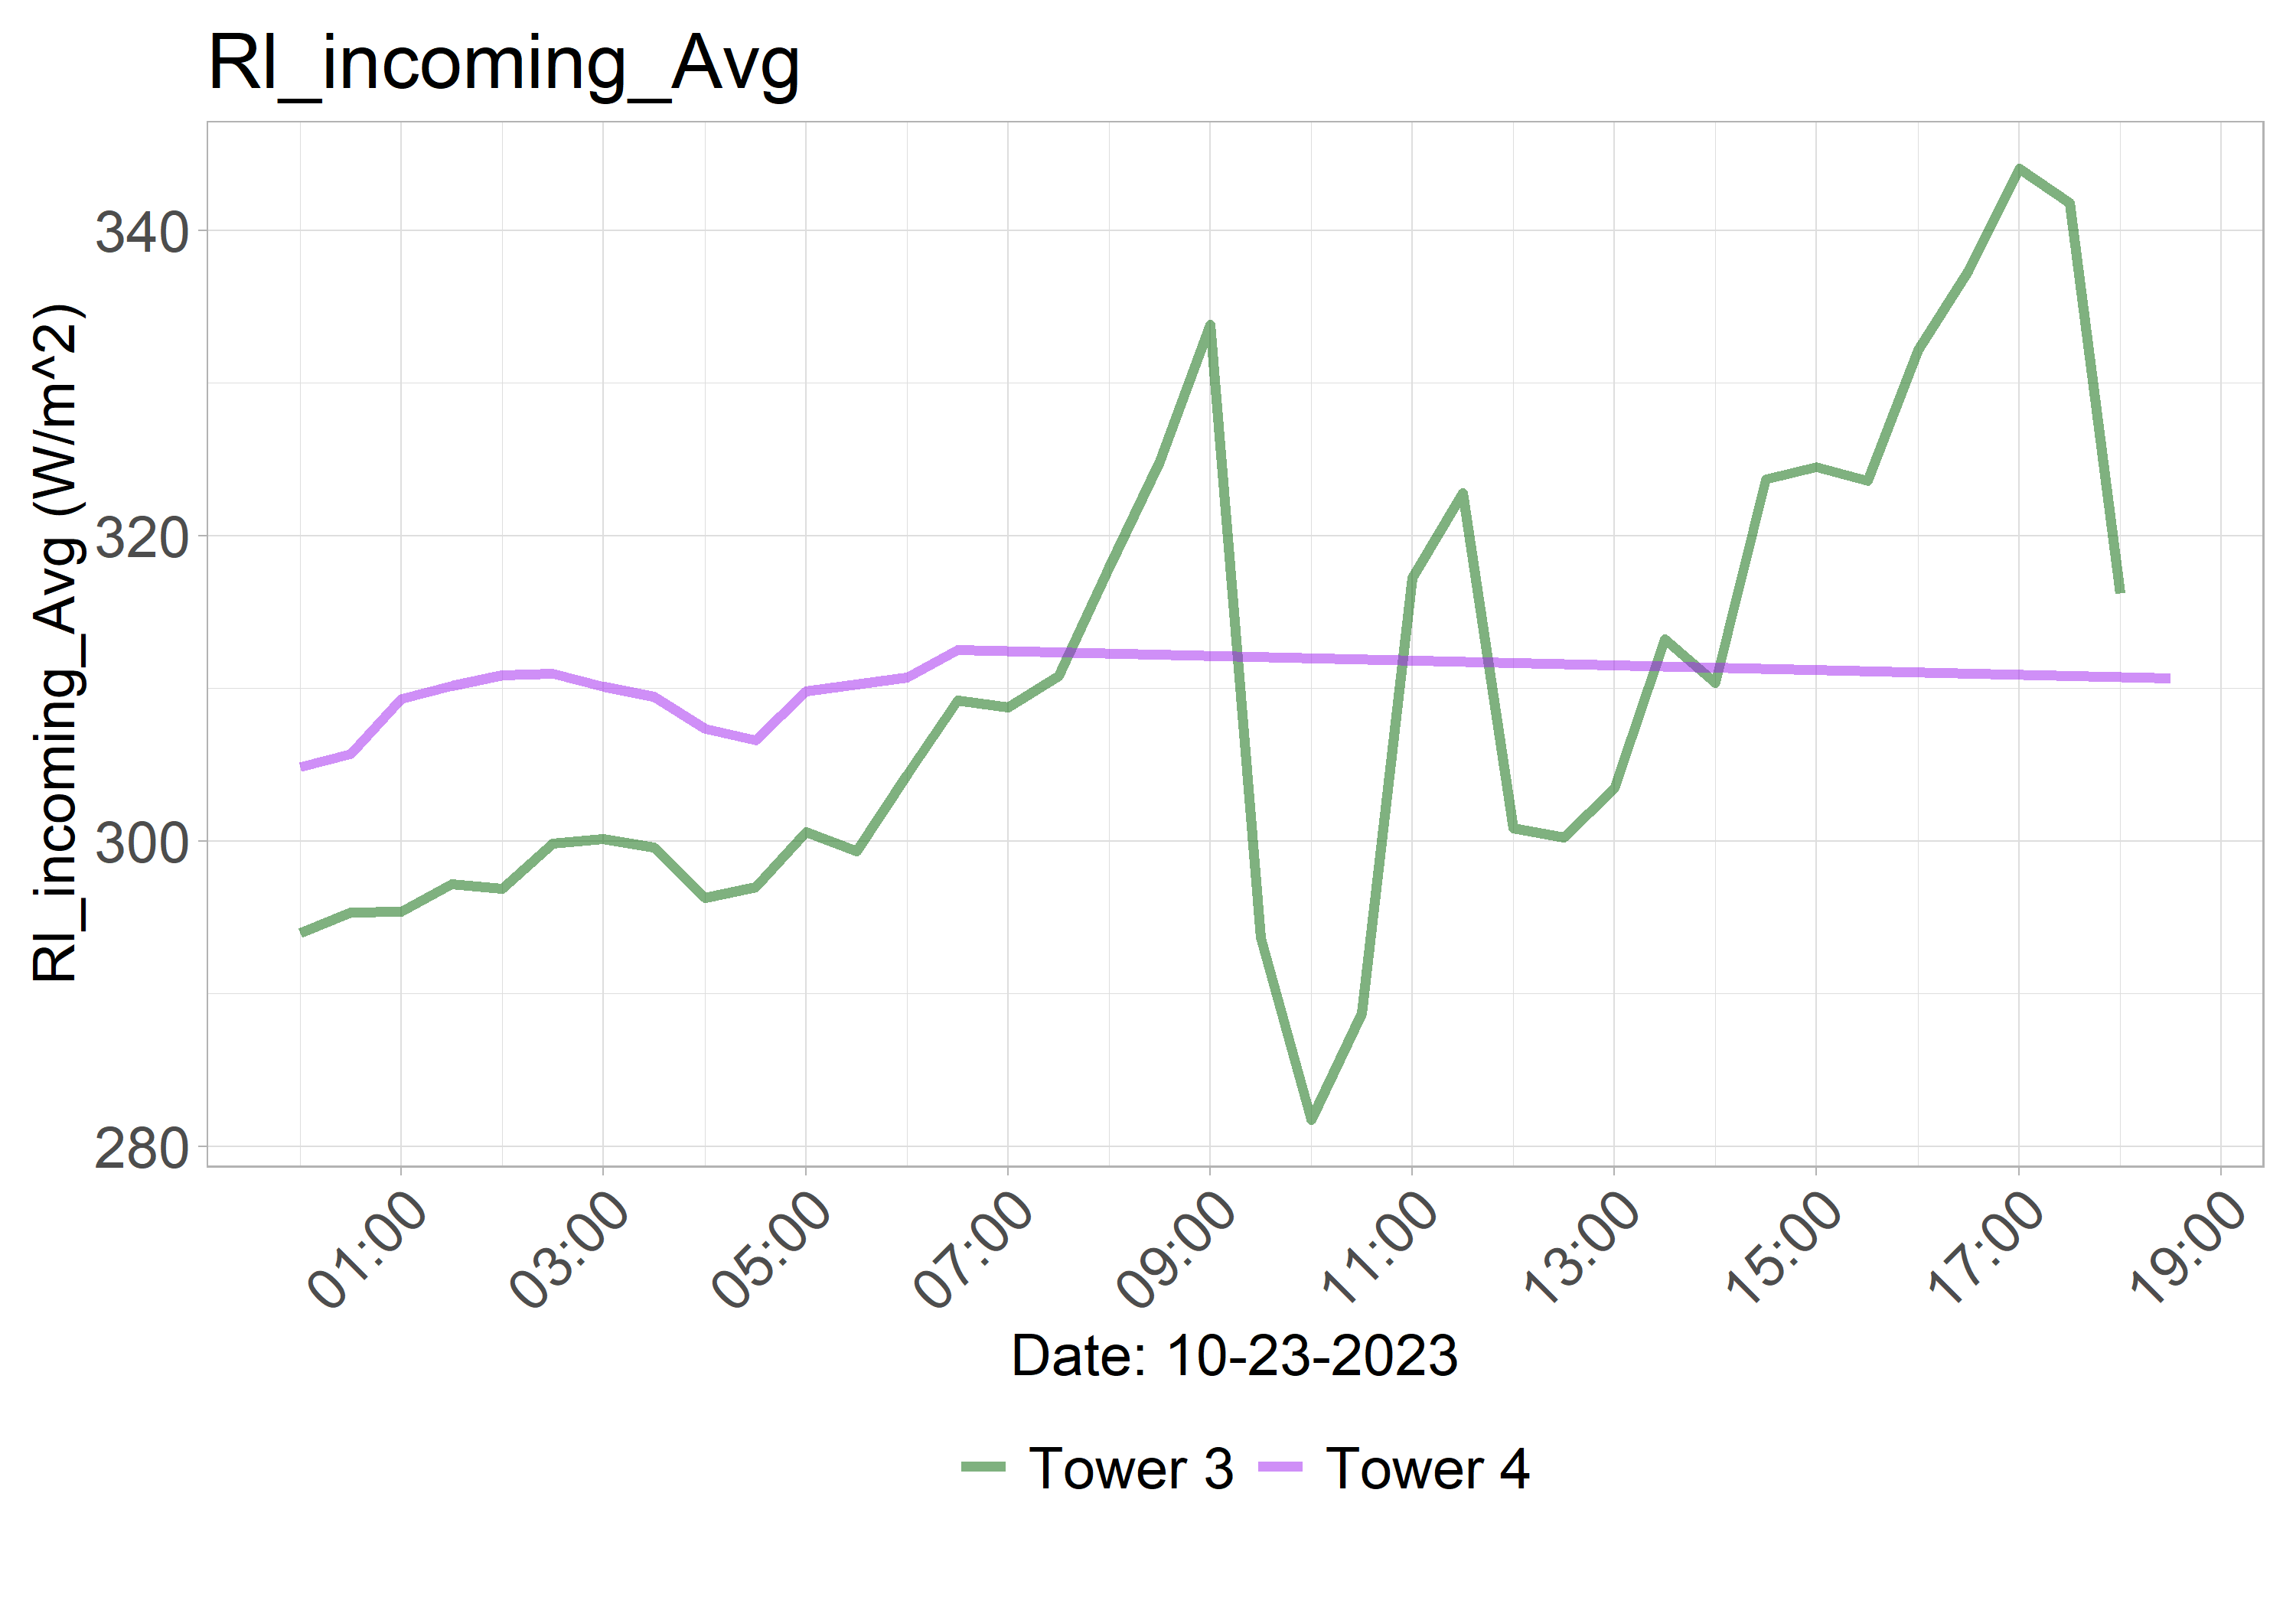 Rl_incoming_Avg
Rl_incoming_Avg (W/m^2)
340
320
300
280
01:00 03:00 05:00 07:00 09:00 11:00 13:00 15:00 17:00 19:00
Date: 10-23-2023
Tower 3 Tower 4